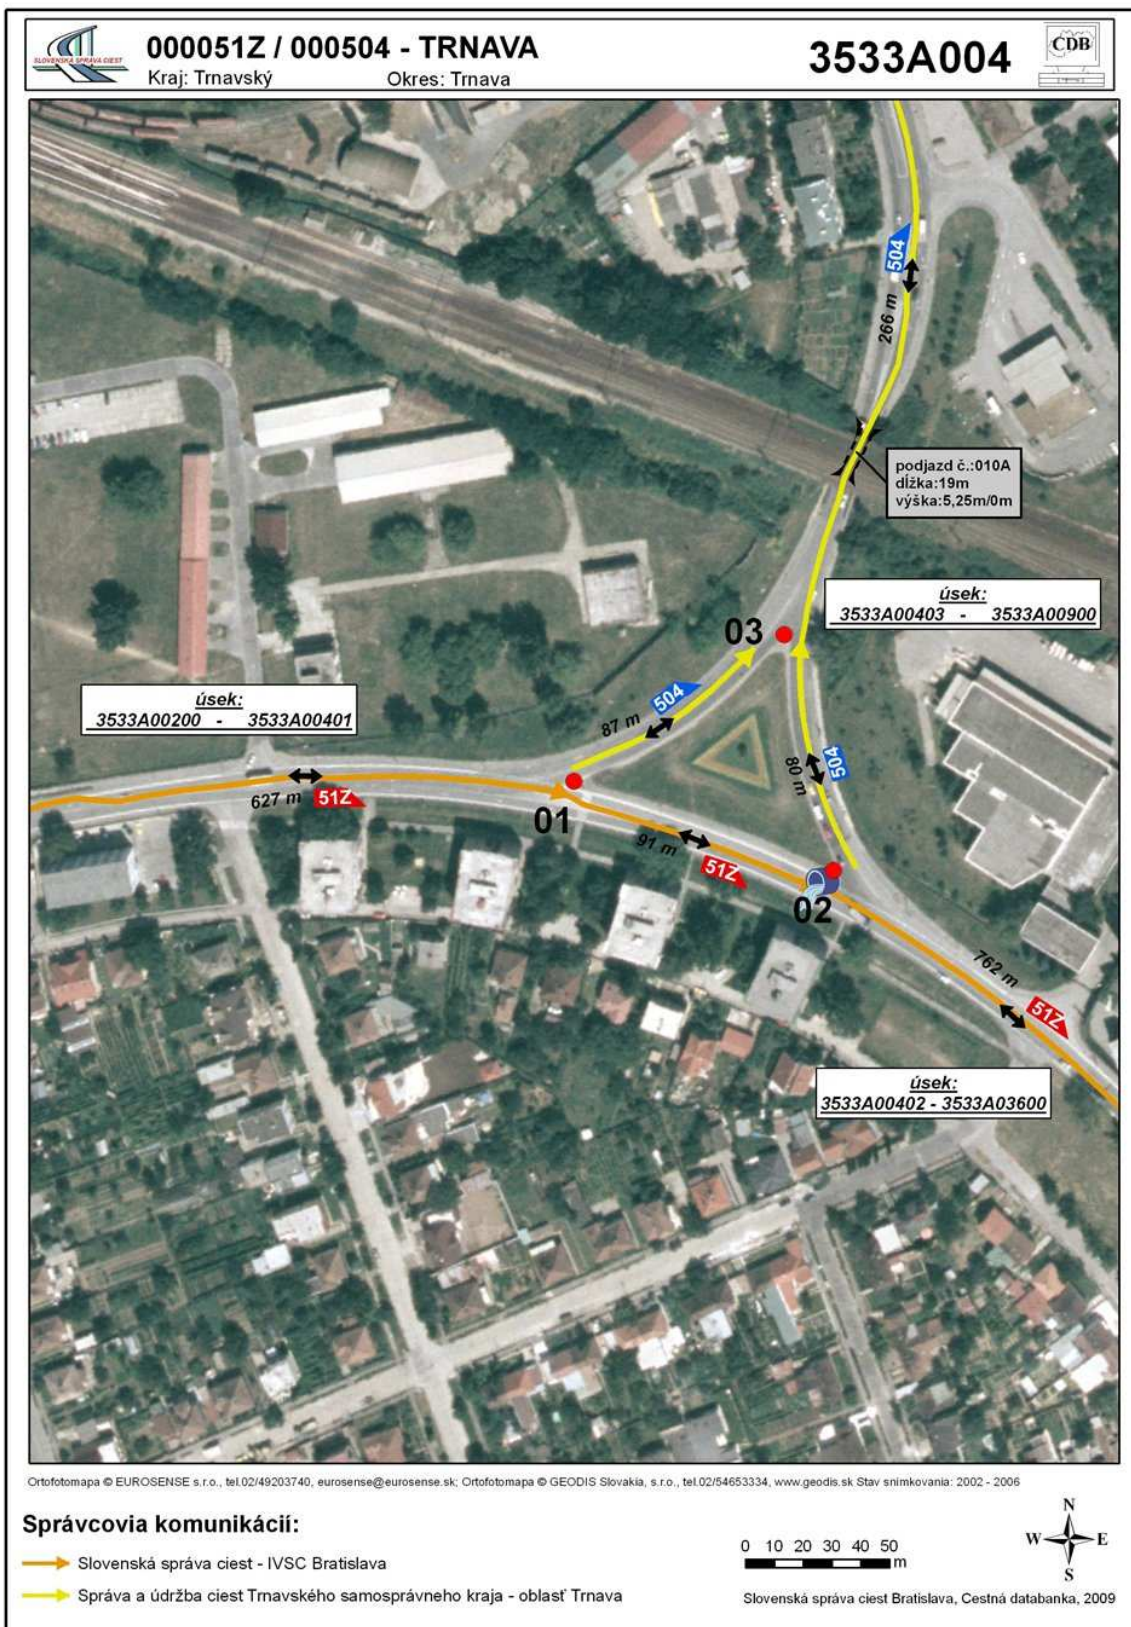 SLOVENSKÁ SPRÁVA CIEST
000051Z / 000504 - TRNAVA
Kraj: Trnavský Okres: Trnava
3533A004
CDB
504
266 m
podjazd č.:010A
dĺžka:19m
výška:5,25m/0m
úsek:
3533A00403 - 3533A00900
03
úsek:
3533A00200 - 3533A00401
504
87 m
504
80 m
627 m
51Z
01
91 m
51Z
02
762 m
51Z
úsek:
3533A00402 - 3533A03600
Ortofotomapa © EUROSENSE s.r.o., tel.02/49203740, eurosense@eurosense.sk; Ortofotomapa © GEODIS Slovakia, s.r.o., tel.02/54653334, www.geodis.sk Stav snímkovania: 2002 - 2006
Správcovia komunikácií:
Slovenská správa ciest - IVSC Bratislava
Správa a údržba ciest Trnavského samosprávneho kraja - oblasť Trnava
0 10 20 30 40 50
m
N
W E
S
Slovenská správa ciest Bratislava, Cestná databanka, 2009